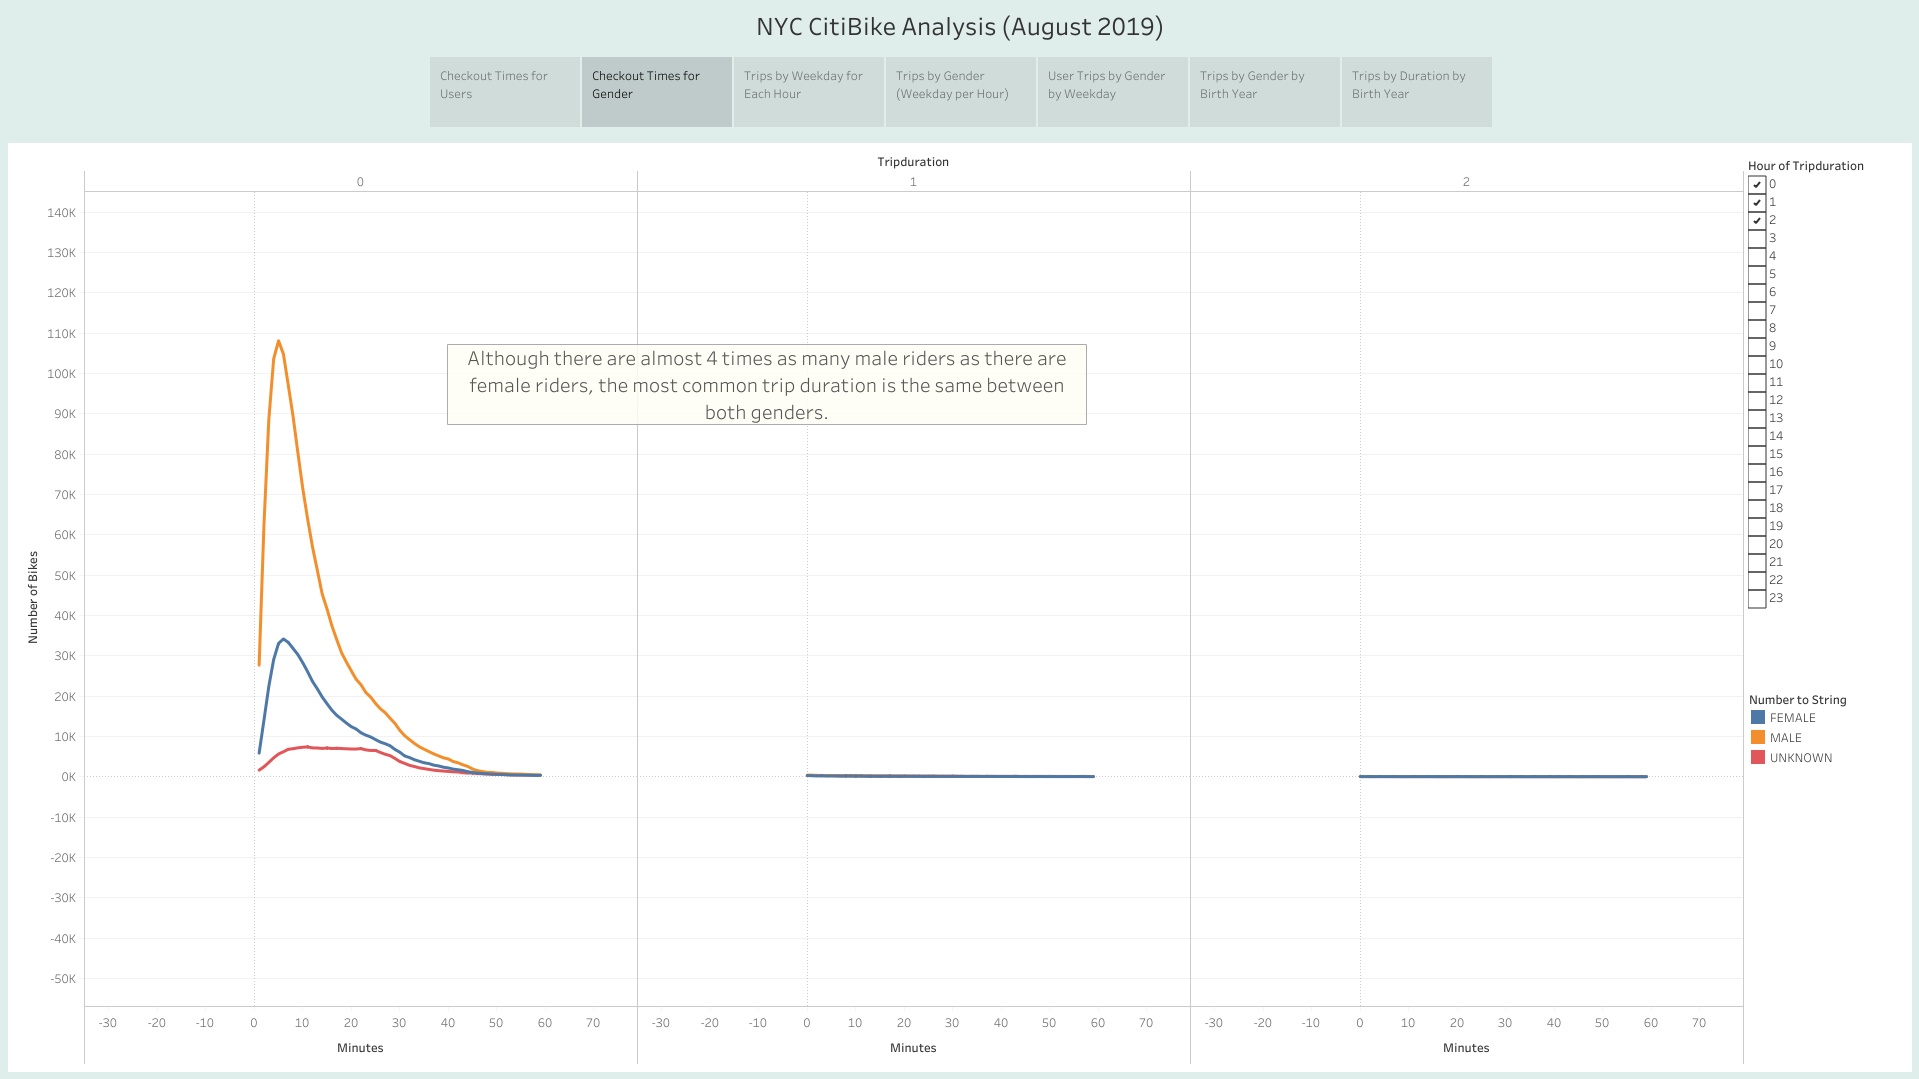 NYC CitiBike Analysis (August 2019)
Checkout Times for
Users
Checkout Times for
Gender
Trips by Weekday for
Each Hour
Trips by Gender
(Weekday per Hour)
User Trips by Gender
by Weekday
Trips by Gender by
Birth Year
Trips by Duration by
Birth Year
Tripduration
0
1
2
140K
130K
120K
110K
100K
90K
80K
70K
60K
50K
40K
30K
20K
10K
0K
-10K
-20K
-30K
-40K
-50K
Number of Bikes
Although there are almost 4 times as many male riders as there are
female riders, the most common trip duration is the same between
both genders.
-30 -20 -10 0 10 20 30 40 50 60 70
-30 -20 -10 0 10 20 30 40 50 60 70
-30 -20 -10 0 10 20 30 40 50 60 70
Minutes
Minutes
Minutes
Hour of Tripduration
0
1
2
3
4
5
6
7
8
9
10
11
12
13
14
15
16
17
18
19
20
21
22
23
Number to String
FEMALE
MALE
UNKNOWN